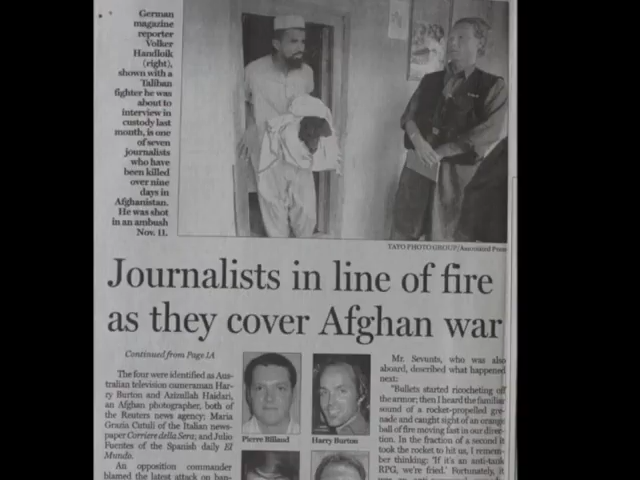 German
magazine
reporter
Volker
Handloik
(right),
shown with a
Taliban
fighter he was
about to
interview in
custody last
month, is one
of seven
journalists
who have
been killed
over nine
days in
Afghanistan.
He was shot
in an ambush
Nov. 11.
TATO PHOTO GROUP/Associated Press
Journalists in line of fire
as they cover Afghan war
Continued from Page 1A
The four were identified as Aus-
tralian television cameraman Har-
ry Burton and Azizullah Haidari,
an Afghan photographer, both of
the Reuters news agency; Maria
Grazia Cutuli of the Italian news-
paper Corriere della Sera; and Julio
Fuentes of the Spanish daily El
Mundo.
An opposition commander
blamed the latest attack on ban-
Pierre Billaud
Harry Burton
Mr. Sevunts, who was also
aboard, described what happened
next:
"Bullets started ricocheting off
the armor; then I heard the familiar
sound of a rocket-propelled gre-
nade and caught sight of an orange
ball of fire moving fast in our direc-
tion. In the fraction of a second it
took the rocket to hit us, I remem-
ber thinking: 'If it's an anti-tank
RPG, we're fried.' Fortunately, it